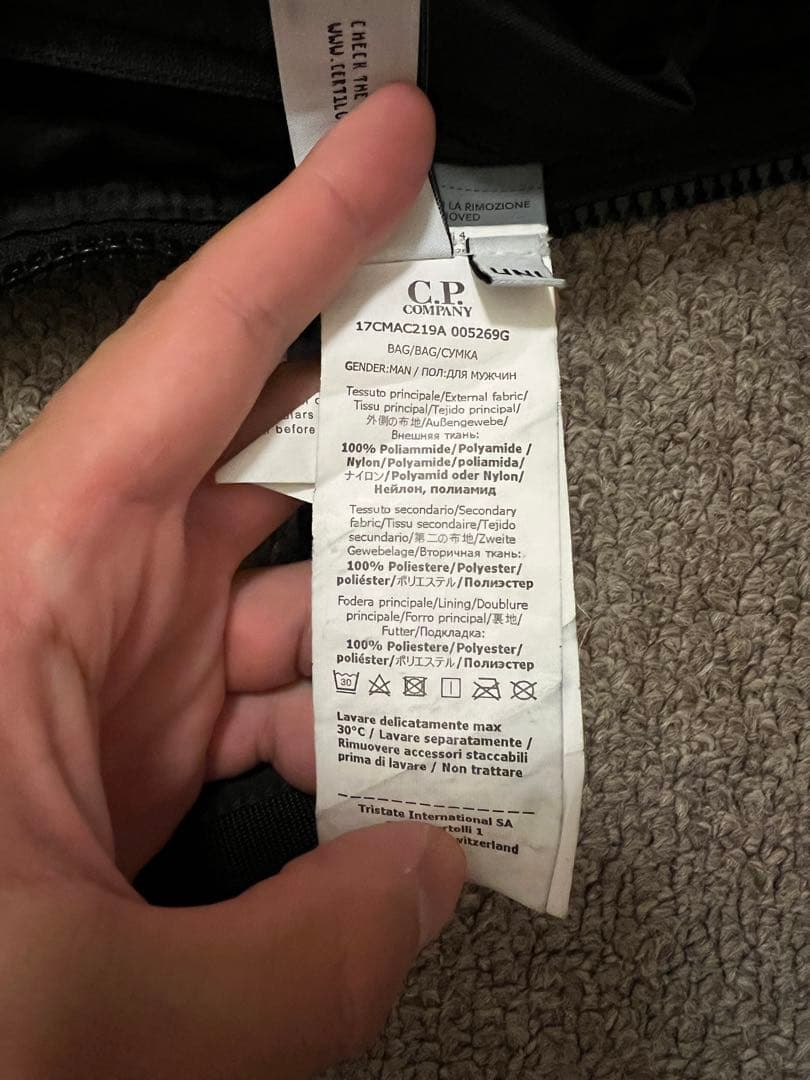 CHECK THE
WWW.CERTILO
LA RIMOZIONE
OVED
UNI
C.P.
COMPANY
17CMAC219A 005269G
BAG/BAG/СУМКА
GENDER:MAN / ПОЛ:ДЛЯ МУЖЧИН
before
Tessuto principale/External fabric/
Tissu principal/Tejido principal/
外側の布地/Außengewebe/
Внешняя ткань:
100% Poliammide/Polyamide /
Nylon/Polyamide/poliamida/
ナイロン/Polyamid oder Nylon/
Нейлон, полиамид
Tessuto secondario/Secondary
fabric/Tissu secondaire/Tejido
secundario/第二の布地/Zweite
Gewebelage/Вторичная ткань:
100% Poliestere/Polyester/
poliéster/ポリエステル/Полиэстер
Fodera principale/Lining/Doublure
principale/Forro principal/裏地/
Futter/Подкладка:
100% Poliestere/Polyester/
poliéster/ポリエステル/Полиэстер
30
Lavare delicatamente max
30°C / Lavare separatamente /
Rimuovere accessori staccabili
prima di lavare / Non trattare
Tristate International SA
rtolli 1
witzerland